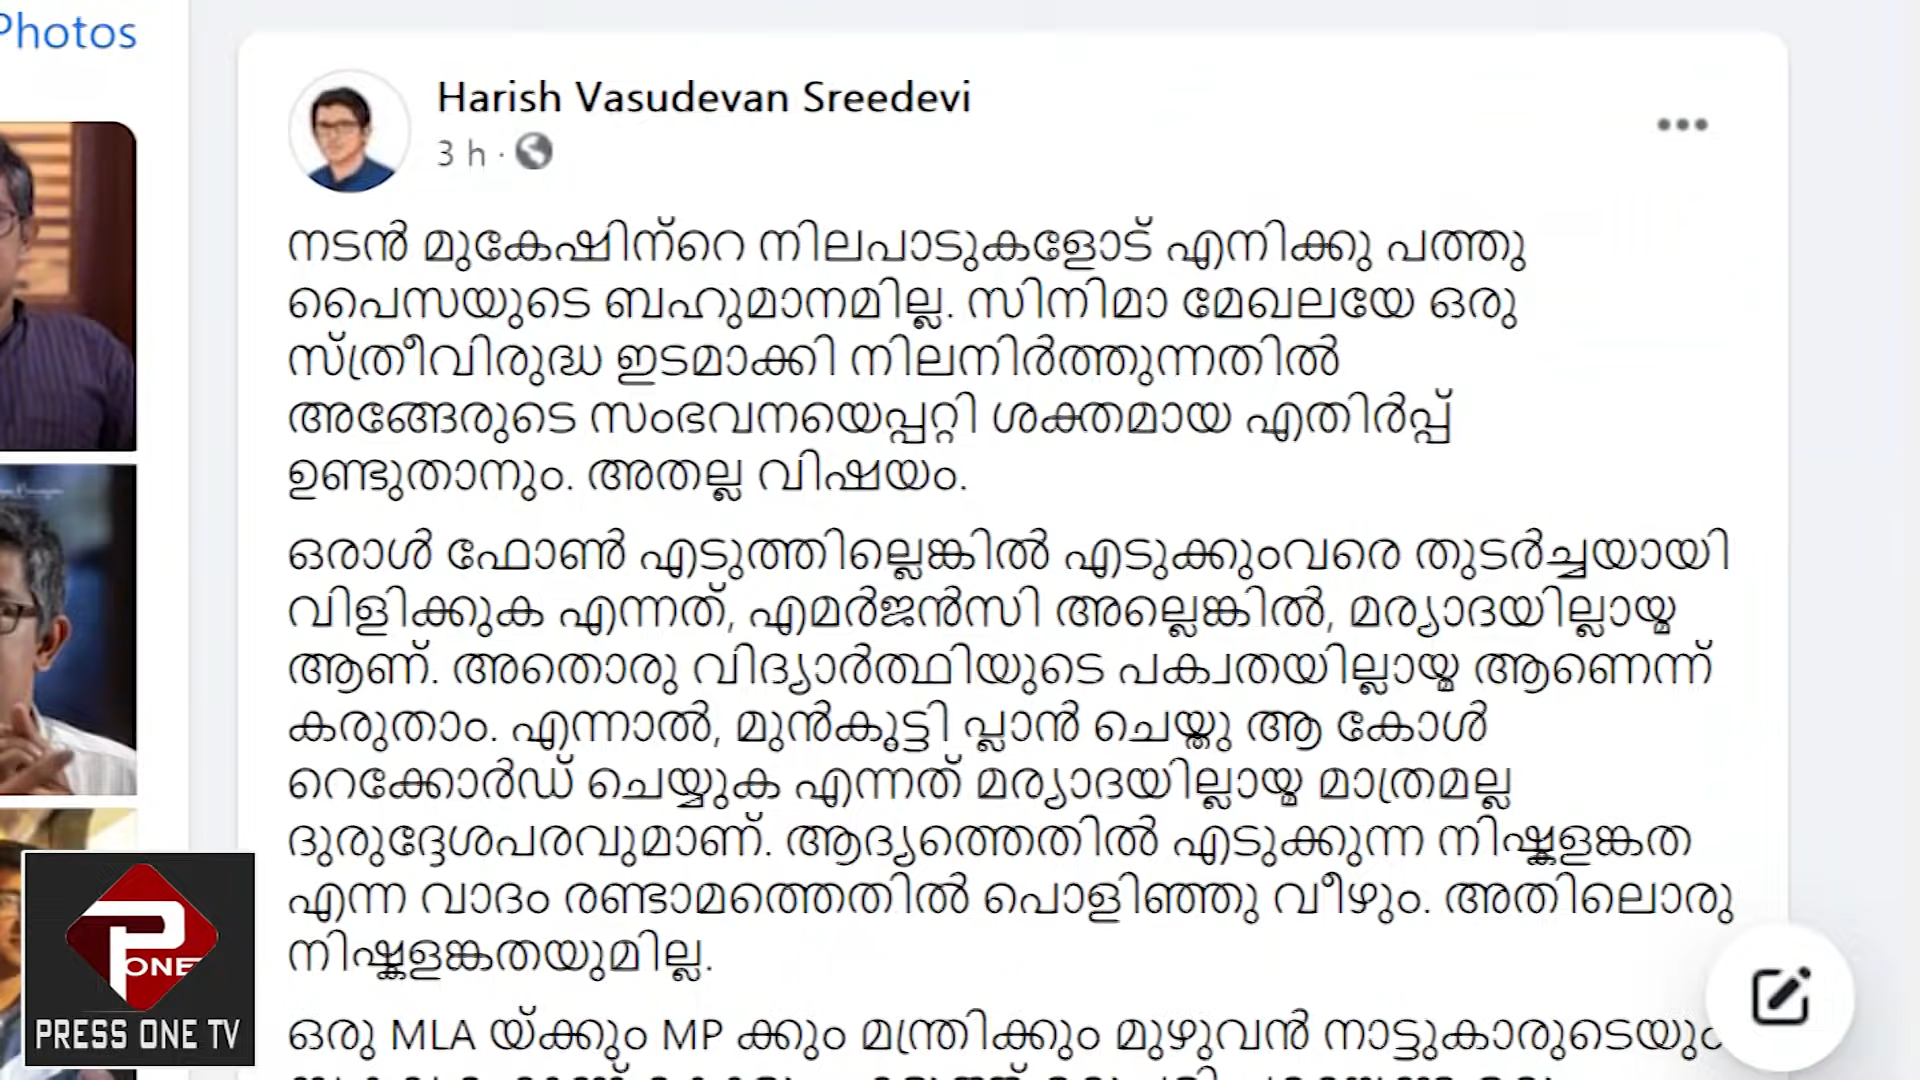 Photos
Harish Vasudevan Sreedevi
3 h ·
നടൻ മുകേഷിന്റെ നിലപാടുകളോട് എനിക്കു പത്തു
പൈസയുടെ ബഹുമാനമില്ല. സിനിമാ മേഖലയേ ഒരു
സ്ത്രീവിരുദ്ധ ഇടമാക്കി നിലനിർത്തുന്നതിൽ
അങ്ങേരുടെ സംഭവനയെപ്പറ്റി ശക്തമായ എതിർപ്പ്
ഉണ്ടുതാനും. അതല്ല വിഷയം.
ഒരാൾ ഫോൺ എടുത്തില്ലെങ്കിൽ എടുക്കുംവരെ തുടർച്ചയായി
വിളിക്കുക എന്നത്, എമർജൻസി അല്ലെങ്കിൽ, മര്യാദയില്ലായ്മ
ആണ്. അതൊരു വിദ്യാർത്ഥിയുടെ പക്വതയില്ലായ്മ ആണെന്ന്
കരുതാം. എന്നാൽ, മുൻകൂട്ടി പ്ലാൻ ചെയ്തു ആ കോൾ
റെക്കോർഡ് ചെയ്യുക എന്നത് മര്യാദയില്ലായ്മ മാത്രമല്ല
ദുരുദ്ദേശപരവുമാണ്. ആദ്യത്തെതിൽ എടുക്കുന്ന നിഷ്കളങ്കത
എന്ന വാദം രണ്ടാമത്തെതിൽ പൊളിഞ്ഞു വീഴും. അതിലൊരു
നിഷ്കളങ്കതയുമില്ല.
ഒരു MLA യ്ക്കും MP ക്കും മന്ത്രിക്കും മുഴുവൻ നാട്ടുകാരുടെയും
P ONE
PRESS ONE TV